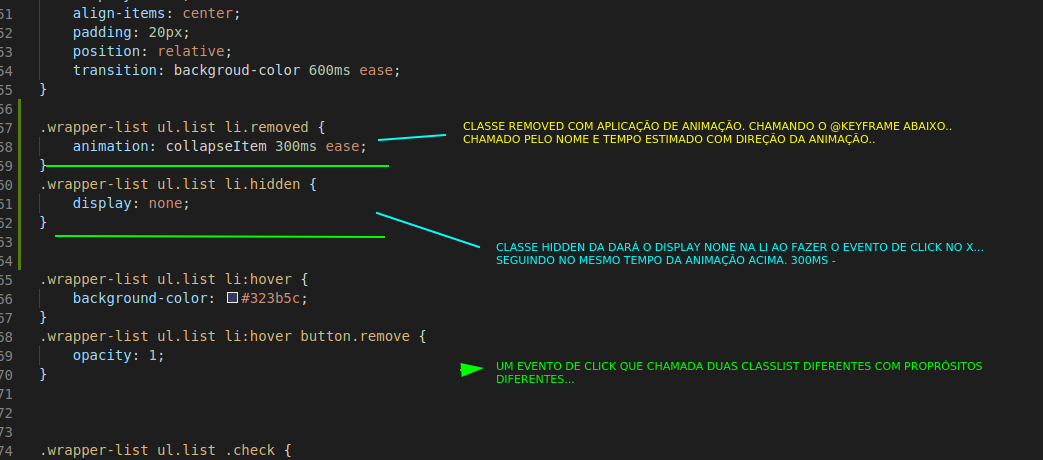 51 align-items: center;
52 padding: 20px;
53 position: relative;
54 transition: backgroud-color 600ms ease;
55 }
56
57 .wrapper-list ul.list li.removed {
58 animation: collapseItem 300ms ease;
59 }
60 .wrapper-list ul.list li.hidden {
61 display: none;
62 }
63
64
65 .wrapper-list ul.list li:hover {
66 background-color: #323b5c;
67 }
68 .wrapper-list ul.list li:hover button.remove {
69 opacity: 1;
70 }
71
72
73
74 .wrapper-list ul.list .check {
CLASSE REMOVED COM APLICAÇÃO DE ANIMAÇÃO. CHAMANDO O @KEYFRAME ABAIXO..
CHAMADO PELO NOME E TEMPO ESTIMADO COM DIREÇÃO DA ANIMAÇÃO..
CLASSE HIDDEN DA DARÁ O DISPLAY NONE NA LI AO FAZER O EVENTO DE CLICK NO X...
SEGUINDO NO MESMO TEMPO DA ANIMAÇÃO ACIMA. 300MS -
UM EVENTO DE CLICK QUE CHAMADA DUAS CLASSLIST DIFERENTES COM PROPRÓSITOS
DIFERENTES...